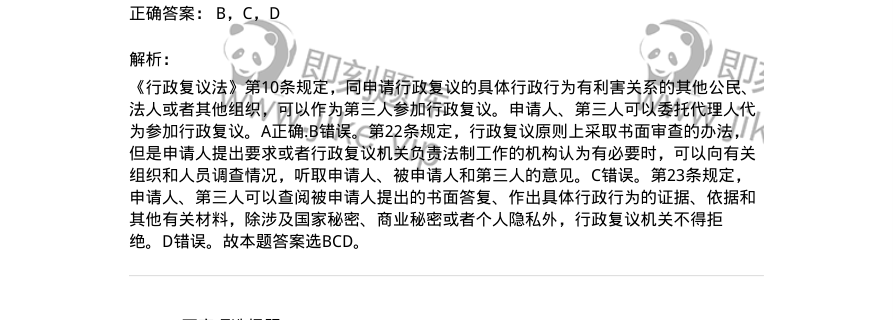 正确答案： B，C，D
解析：
《行政复议法》第10条规定，同申请行政复议的具体行政行为有利害关系的其他公民、
法人或者其他组织，可以作为第三人参加行政复议。申请人、第三人可以委托代理人代
为参加行政复议。A正确,B错误。第22条规定，行政复议原则上采取书面审查的办法，
但是申请人提出要求或者行政复议机关负责法制工作的机构认为有必要时，可以向有关
组织和人员调查情况，听取申请人、被申请人和第三人的意见。C错误。第23条规定，
申请人、第三人可以查阅被申请人提出的书面答复、作出具体行政行为的证据、依据和
其他有关材料，除涉及国家秘密、商业秘密或者个人隐私外，行政复议机关不得拒
绝。D错误。故本题答案选BCD。
即刻题库
www.jike.vip
即刻
www.jik